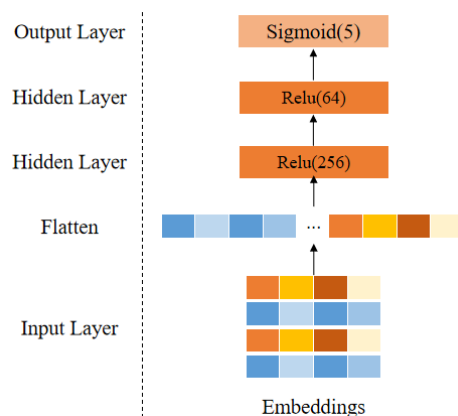 Output Layer Sigmoid(5)
Hidden Layer Relu(64)
Hidden Layer Relu(256)
Flatten ...
Input Layer
Embeddings